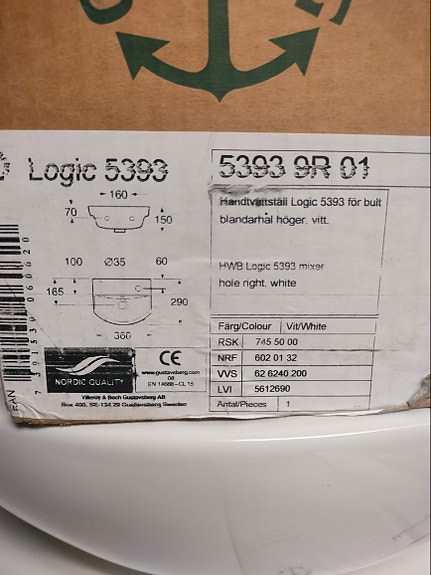 Logic 5393
5393 9R 01
160
70
150
Handtvättställ Logic 5393 för bult
blandarhål höger, vitt.
100 Ø35 60
HWB Logic 5393 mixer
hole right, white
165
290
360
Färg/Colour Vit/White
RSK 745 50 00
NRF 602 01 32
VVS 62 6240.200
LVI 5612690
Antal/Pieces 1
NORDIC QUALITY
CE
www.gustavsberg.com
EN 14688-CL 15
Villeroy & Boch Gustavsberg AB
Box 400, SE-134 29 Gustavsberg Sweden